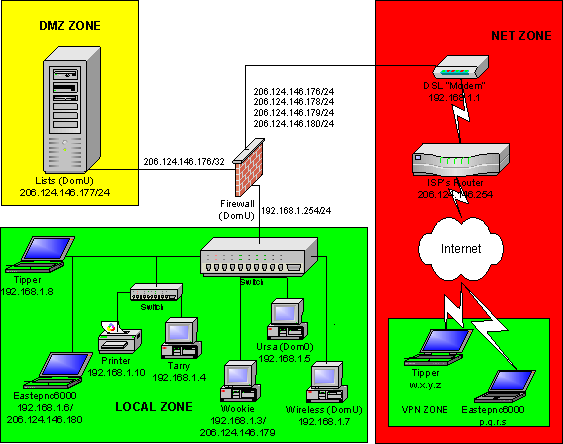 DMZ ZONE
NET ZONE
206.124.146.176/24
206.124.146.178/24
206.124.146.179/24
206.124.146.180/24
DSL "Modem"
192.168.1.1
206.124.146.176/32
Lists (DomU)
206.124.146.177/24
Firewall
(DomU)
192.168.1.254/24
ISP's Router
206.124.146.254
Internet
Tipper
192.168.1.8
Switch
Switch
Printer
192.168.1.10
Tarry
192.168.1.4
Ursa (Dom0)
192.168.1.5
Eastepnc6000
192.168.1.6/
206.124.146.180
LOCAL ZONE
Wookie
192.168.1.3/
206.124.146.179
Wireless (DomU)
192.168.1.7
Tipper
w.x.y.z
VPN ZONE
Eastepnc6000
p.q.r.s